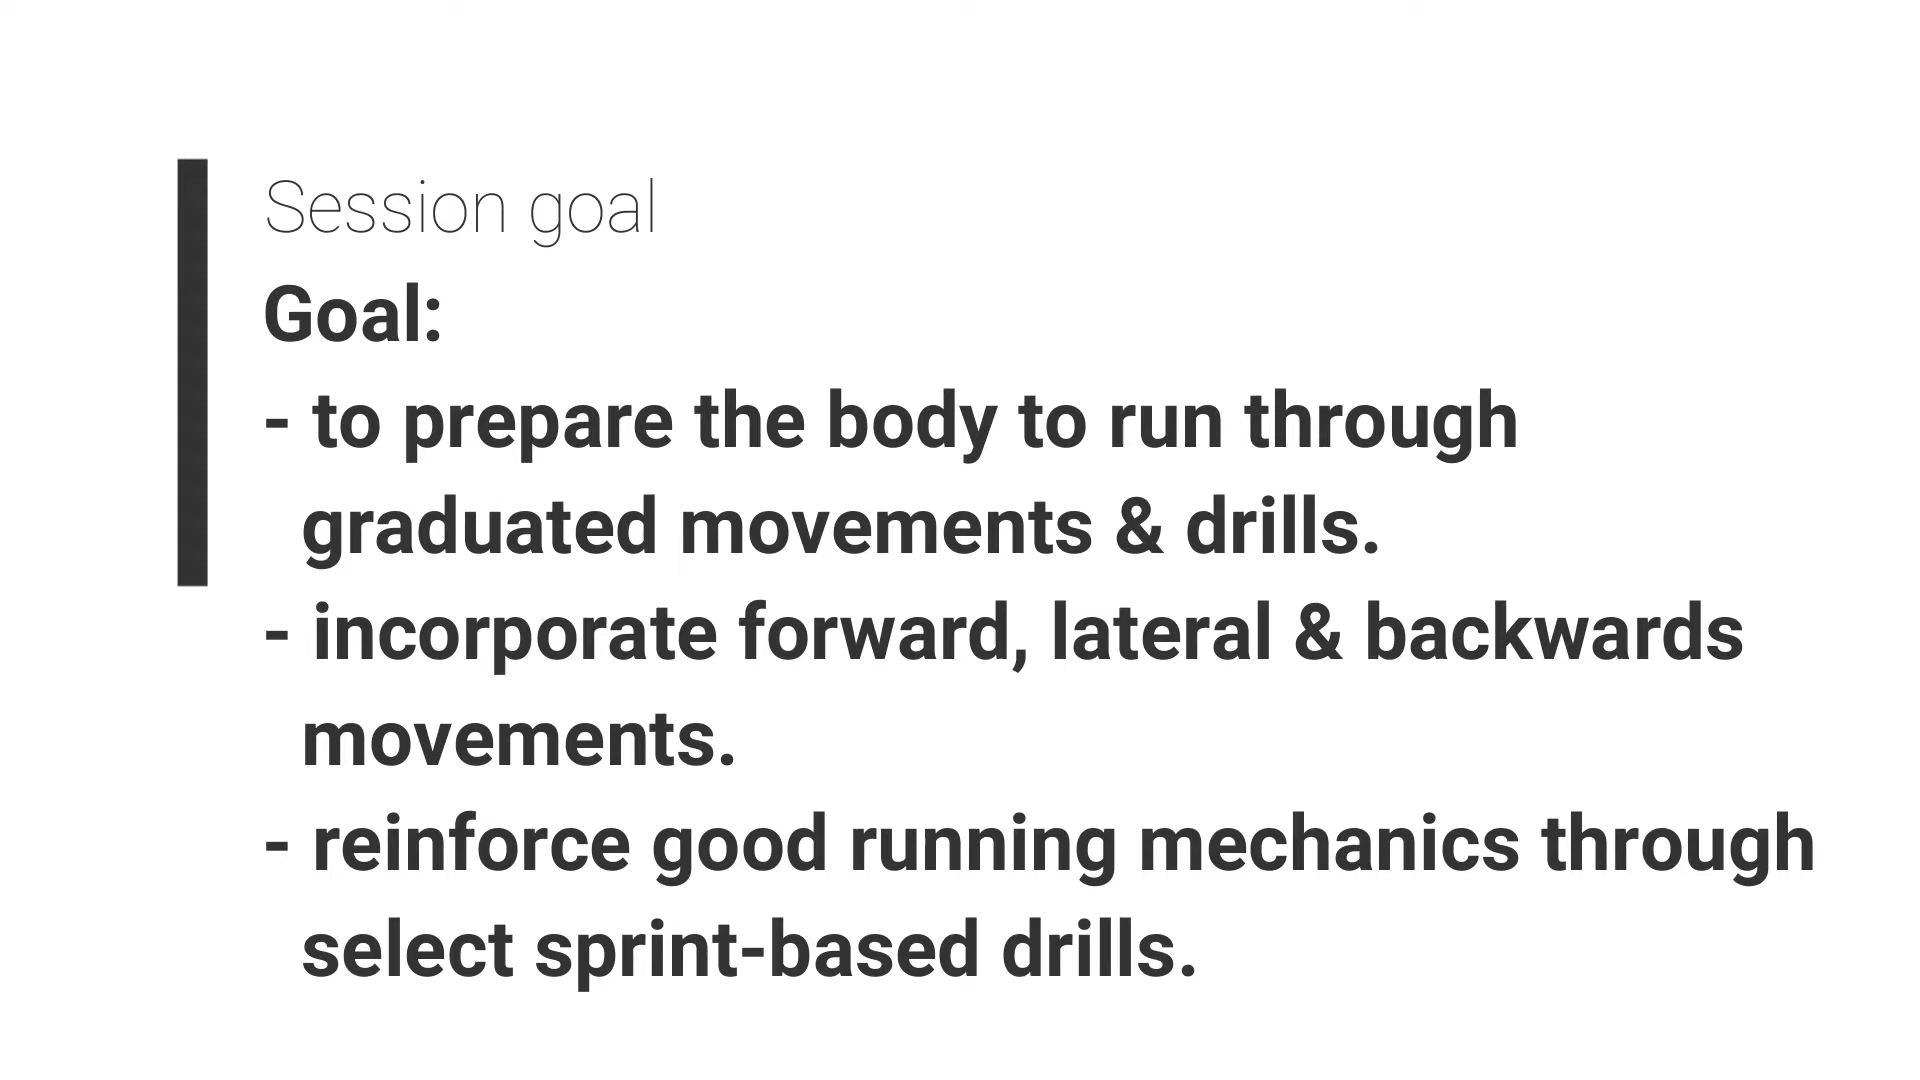 Session goal
Goal:
- to prepare the body to run through
graduated movements & drills.
- incorporate forward, lateral & backwards
movements.
- reinforce good running mechanics through
select sprint-based drills.